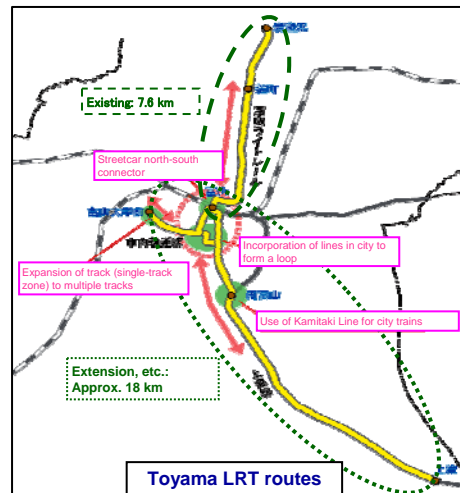 Existing: 7.6 km
Streetcar north-south
connector
Incorporation of lines in city to
form a loop
Expansion of track (single-track
zone) to multiple tracks
Use of Kamitaki Line for city trains
Extension, etc.:
Approx. 18 km
Toyama LRT routes